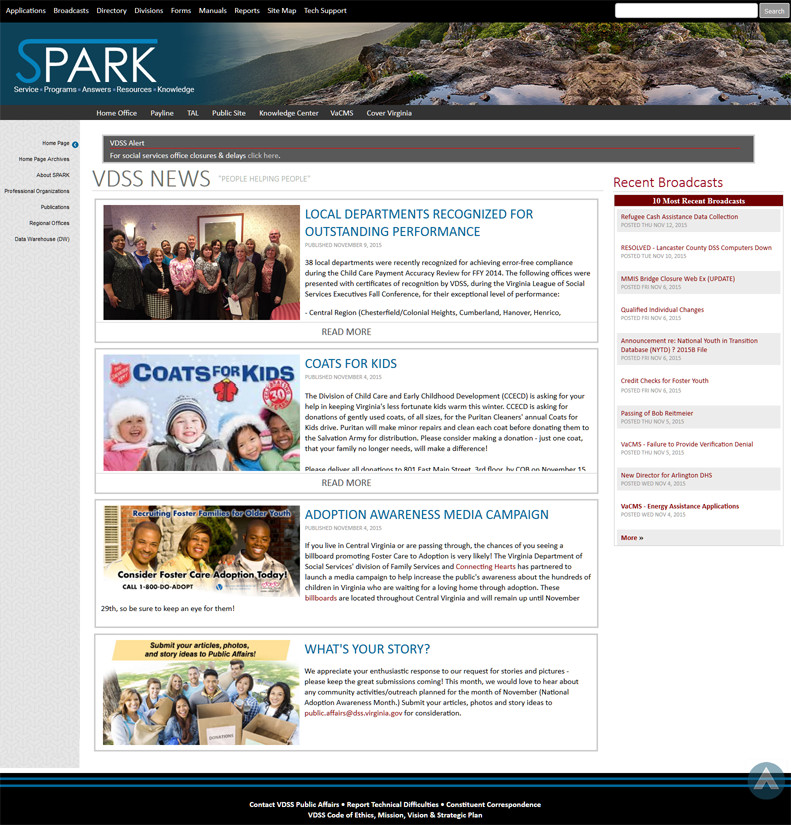 Applications Broadcasts Directory Divisions Forms Manuals Reports Site Map Tech Support
Search
SPARK
Service - Programs - Answers - Resources - Knowledge
Home Office Payline TAL Public Site Knowledge Center VaCMS Cover Virginia
Home Page
Home Page Archives
About SPARK
Professional Organizations
Publications
Regional Offices
Data Warehouse (DW)
VDSS Alert
For social services office closures & delays click here.
VDSS NEWS "PEOPLE HELPING PEOPLE"
LOCAL DEPARTMENTS RECOGNIZED FOR
OUTSTANDING PERFORMANCE
PUBLISHED NOVEMBER 9, 2015
38 local departments were recently recognized for achieving error-free compliance
during the Child Care Payment Accuracy Review for FFY 2014. The following offices were
presented with certificates of recognition by VDSS, during the Virginia League of Social
Services Executives Fall Conference, for their exceptional level of performance:
- Central Region (Chesterfield/Colonial Heights, Cumberland, Hanover, Henrico,
READ MORE
THE SALVATION ARMY
COATS FOR KIDS
30
COATS FOR KIDS
PUBLISHED NOVEMBER 4, 2015
The Division of Child Care and Early Childhood Development (CCECD) is asking for your
help in keeping Virginia's less fortunate kids warm this winter. CCECD is asking for
donations of gently used coats, of all sizes, for the Puritan Cleaners' annual Coats for
Kids drive. Puritan will make minor repairs and clean each coat before donating them to
the Salvation Army for distribution. Please consider making a donation - just one coat,
that your family no longer needs, will make a difference!
Please deliver all donations to 801 East Main Street, 3rd floor, by COB on November 15
READ MORE
Recruiting Foster Families for Older Youth
Consider Foster Care Adoption Today!
CALL 1-800-DO-ADOPT
ADOPTION AWARENESS MEDIA CAMPAIGN
PUBLISHED NOVEMBER 4, 2015
If you live in Central Virginia or are passing through, the chances of you seeing a
billboard promoting Foster Care to Adoption is very likely! The Virginia Department of
Social Services' division of Family Services and Connecting Hearts has partnered to
launch a media campaign to help increase the public's awareness about the hundreds of
children in Virginia who are waiting for a loving home through adoption. These
billboards are located throughout Central Virginia and will remain up until November
29th, so be sure to keep an eye for them!
Submit your articles, photos,
and story ideas to Public Affairs!
DONATIONS
WHAT'S YOUR STORY?
We appreciate your enthusiastic response to our request for stories and pictures -
please keep the great submissions coming! This month, we would love to hear about
any community activities/outreach planned for the month of November (National
Adoption Awareness Month.) Submit your articles, photos and story ideas to
public.affairs@dss.virginia.gov for consideration.
Recent Broadcasts
10 Most Recent Broadcasts
Refugee Cash Assistance Data Collection
POSTED THU NOV 12, 2015
RESOLVED - Lancaster County DSS Computers Down
POSTED TUE NOV 10, 2015
MMIS Bridge Closure Web Ex (UPDATE)
POSTED FRI NOV 6, 2015
Qualified Individual Changes
POSTED FRI NOV 6, 2015
Announcement re: National Youth in Transition
Database (NYTD) ? 2015B File
POSTED FRI NOV 6, 2015
Credit Checks for Foster Youth
POSTED FRI NOV 6, 2015
Passing of Bob Reitmeier
POSTED THU NOV 5, 2015
VaCMS - Failure to Provide Verification Denial
POSTED THU NOV 5, 2015
New Director for Arlington DHS
POSTED WED NOV 4, 2015
VaCMS - Energy Assistance Applications
POSTED WED NOV 4, 2015
More »
Contact VDSS Public Affairs • Report Technical Difficulties • Constituent Correspondence
VDSS Code of Ethics, Mission, Vision & Strategic Plan